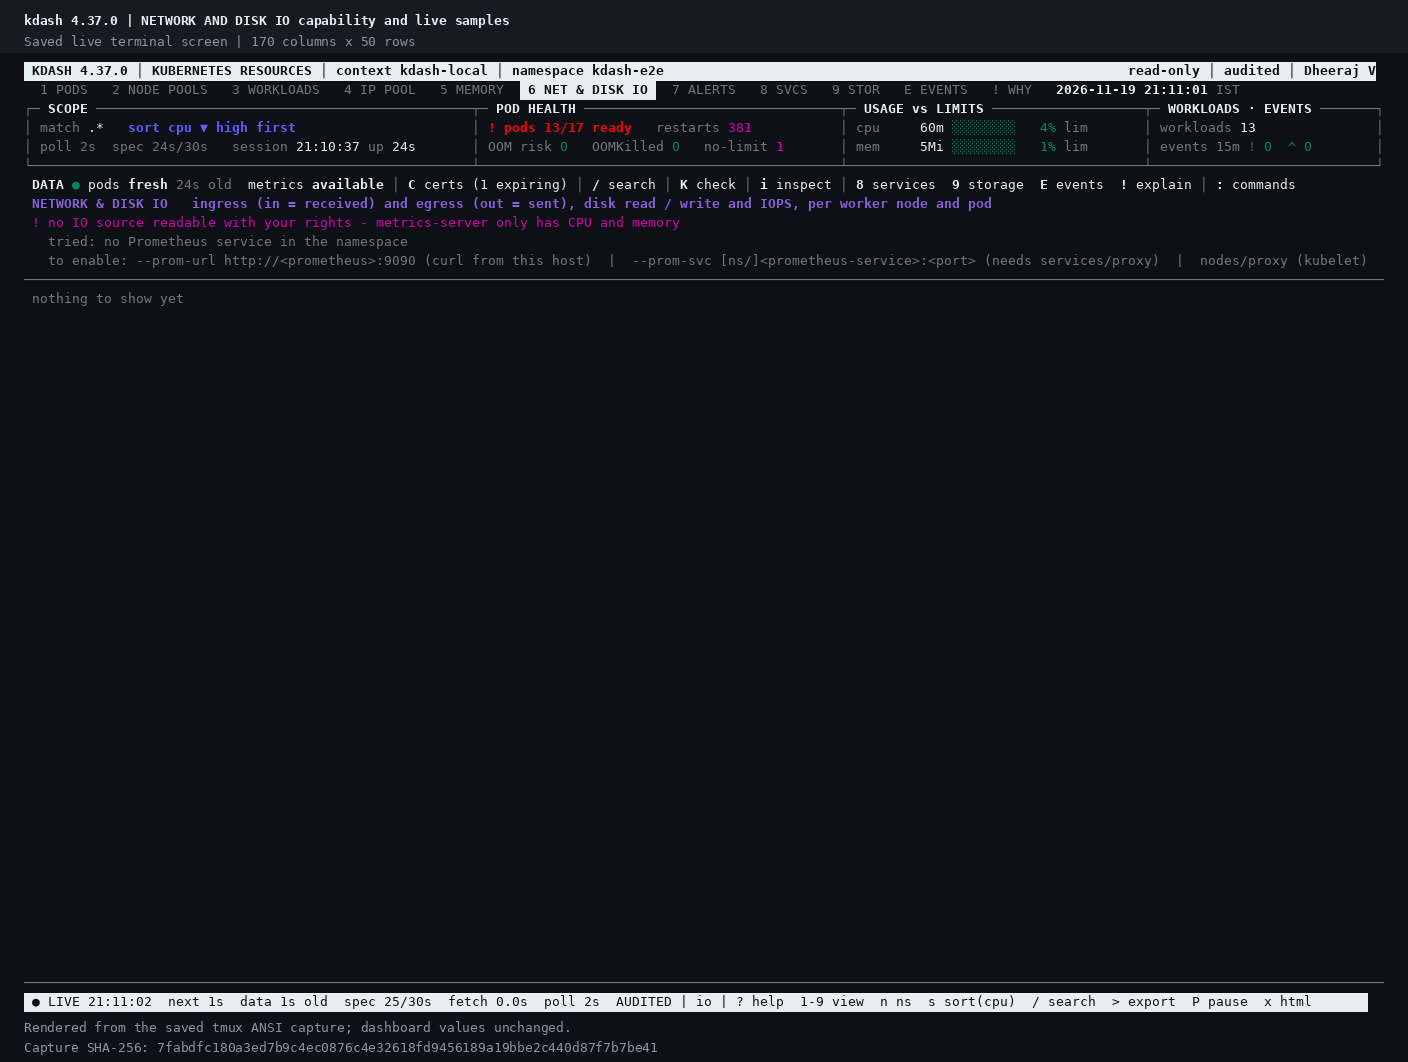 kdash 4.37.0 | NETWORK AND DISK IO capability and live samples
Saved live terminal screen | 170 columns x 50 rows
KDASH 4.37.0 │ KUBERNETES RESOURCES │ context kdash-local │ namespace kdash-e2e read-only │ audited │ Dheeraj V
1 PODS 2 NODE POOLS 3 WORKLOADS 4 IP POOL 5 MEMORY 6 NET & DISK IO 7 ALERTS 8 SVCS 9 STOR E EVENTS ! WHY 2026-11-19 21:11:01 IST
┌─ SCOPE ─┬─ POD HEALTH ─┬─ USAGE vs LIMITS ─┬─ WORKLOADS · EVENTS ─┐
│ match .* sort cpu ▼ high first │ ! pods 13/17 ready restarts 381 │ cpu 60m ░░░░░░░░ 4% lim │ workloads 13 │
│ poll 2s spec 24s/30s session 21:10:37 up 24s │ OOM risk 0 OOMKilled 0 no-limit 1 │ mem 5Mi ░░░░░░░░ 1% lim │ events 15m ! 0 ^ 0 │
DATA ● pods fresh 24s old metrics available │ C certs (1 expiring) │ / search │ K check │ i inspect │ 8 services 9 storage E events ! explain │ : commands
NETWORK & DISK IO ingress (in = received) and egress (out = sent), disk read / write and IOPS, per worker node and pod
! no IO source readable with your rights - metrics-server only has CPU and memory
tried: no Prometheus service in the namespace
to enable: --prom-url http://<prometheus>:9090 (curl from this host) | --prom-svc [ns/]<prometheus-service>:<port> (needs services/proxy) | nodes/proxy (kubelet)
nothing to show yet
● LIVE 21:11:02 next 1s data 1s old spec 25/30s fetch 0.0s poll 2s AUDITED | io | ? help 1-9 view n ns s sort(cpu) / search > export P pause x html
Rendered from the saved tmux ANSI capture; dashboard values unchanged.
Capture SHA-256: 7fabdfc180a3ed7b9c4ec0876c4e32618fd9456189a19bbe2c440d87f7b7be41